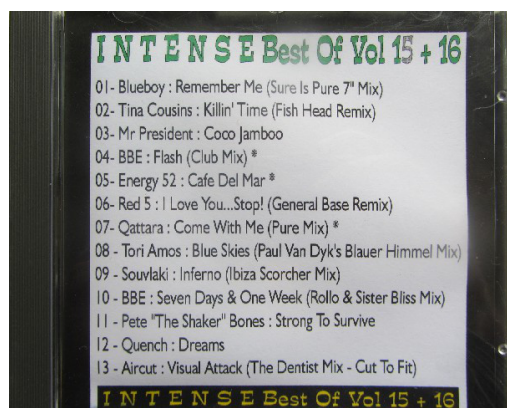 INTENSE Best Of Vol 15 + 16
01- Blueboy : Remember Me (Sure Is Pure 7" Mix)
02- Tina Cousins : Killin' Time (Fish Head Remix)
03- Mr President : Coco Jamboo
04- BBE : Flash (Club Mix) *
05- Energy 52 : Cafe Del Mar *
06- Red 5 : I Love You...Stop! (General Base Remix)
07- Qattara : Come With Me (Pure Mix) *
08 - Tori Amos : Blue Skies (Paul Van Dyk's Blauer Himmel Mix)
09 - Souvlaki : Inferno (Ibiza Scorcher Mix)
10 - BBE : Seven Days & One Week (Rollo & Sister Bliss Mix)
11 - Pete "The Shaker" Bones : Strong To Survive
12 - Quench : Dreams
13 - Aircut : Visual Attack (The Dentist Mix - Cut To Fit)
INTENSE Best Of Vol 15 + 16